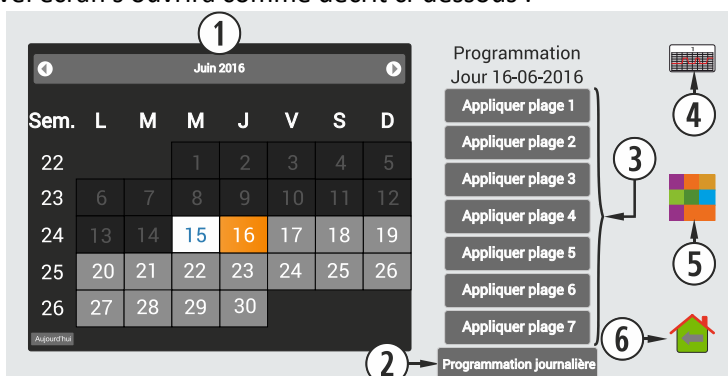 vel écran s'ouvrira comme décrit ci-dessous :
1
Juin 2016
Sem. L M M J V S D
22 1 2 3 4 5
23 6 7 8 9 10 11 12
24 13 14 15 16 17 18 19
25 20 21 22 23 24 25 26
26 27 28 29 30
Aujourd'hui
Programmation
Jour 16-06-2016
Appliquer plage 1
Appliquer plage 2
Appliquer plage 3
Appliquer plage 4
Appliquer plage 5
Appliquer plage 6
Appliquer plage 7
Programmation journalière
2
3
4
5
6